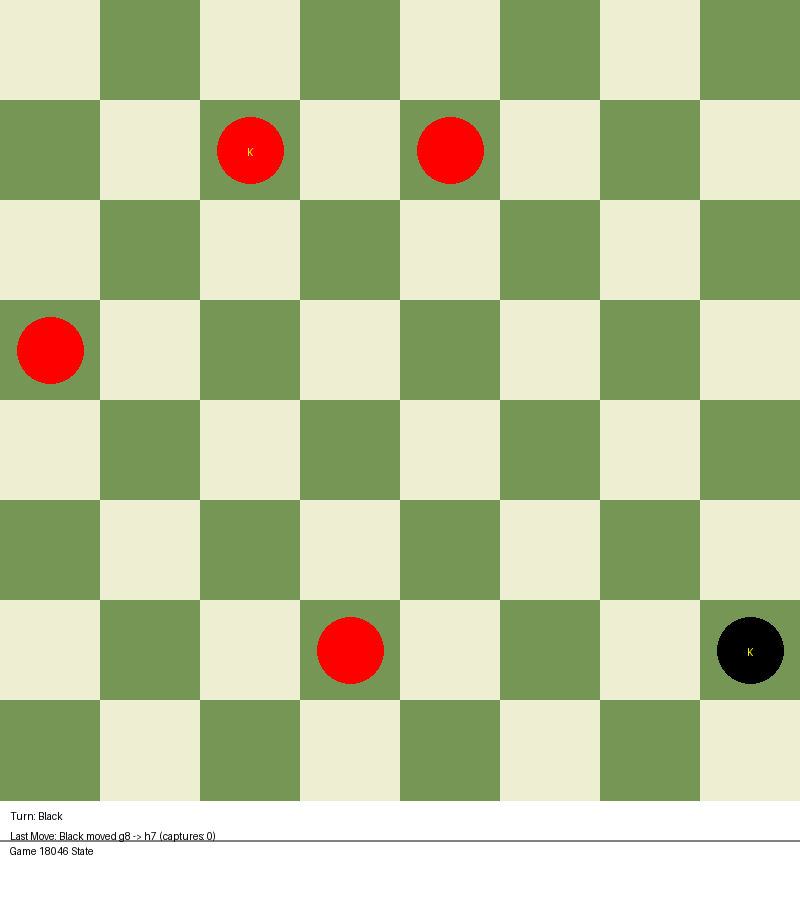 K
K
Turn: Black
Last Move: Black moved g8 -> h7 (captures: 0)
Game 18046 State